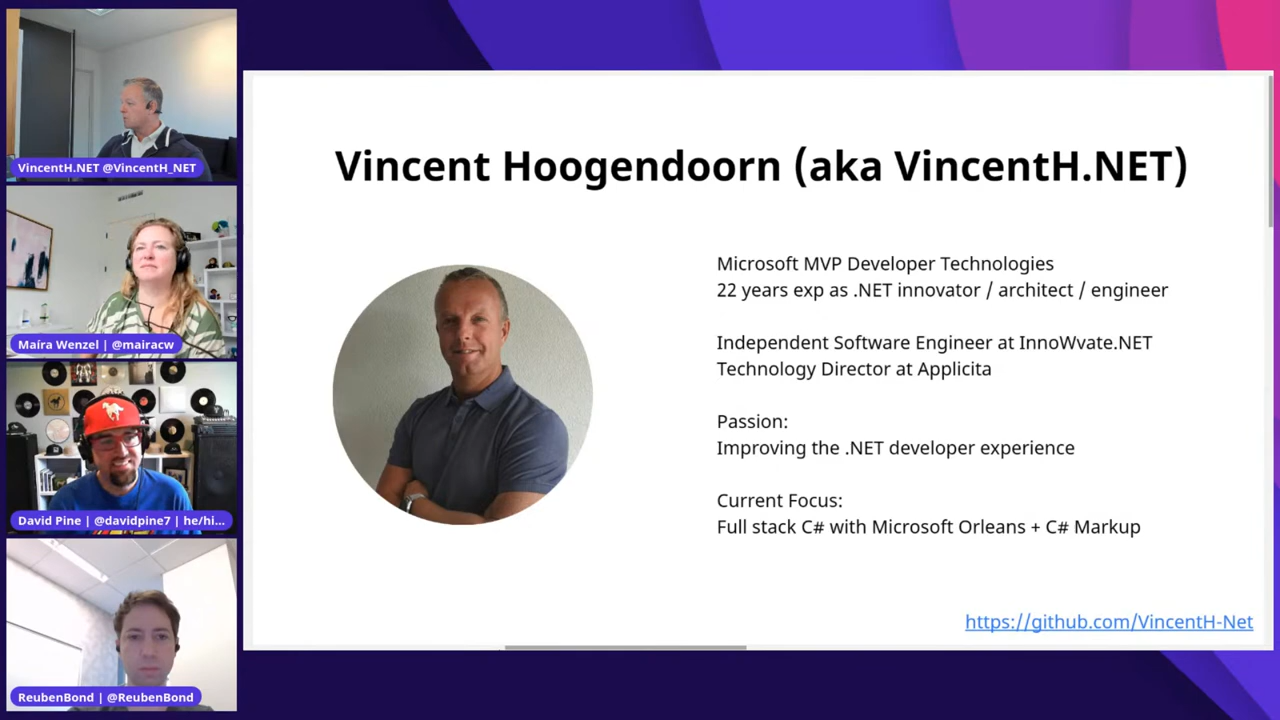 VincentH.NET @VincentH_NET
Maíra Wenzel | @mairacw
David Pine | @davidpine7 | he/hi...
ReubenBond | @ReubenBond
Vincent Hoogendoorn (aka VincentH.NET)
Microsoft MVP Developer Technologies
22 years exp as .NET innovator / architect / engineer
Independent Software Engineer at InnoWvate.NET
Technology Director at Applicita
Passion:
Improving the .NET developer experience
Current Focus:
Full stack C# with Microsoft Orleans + C# Markup
https://github.com/VincentH-Net